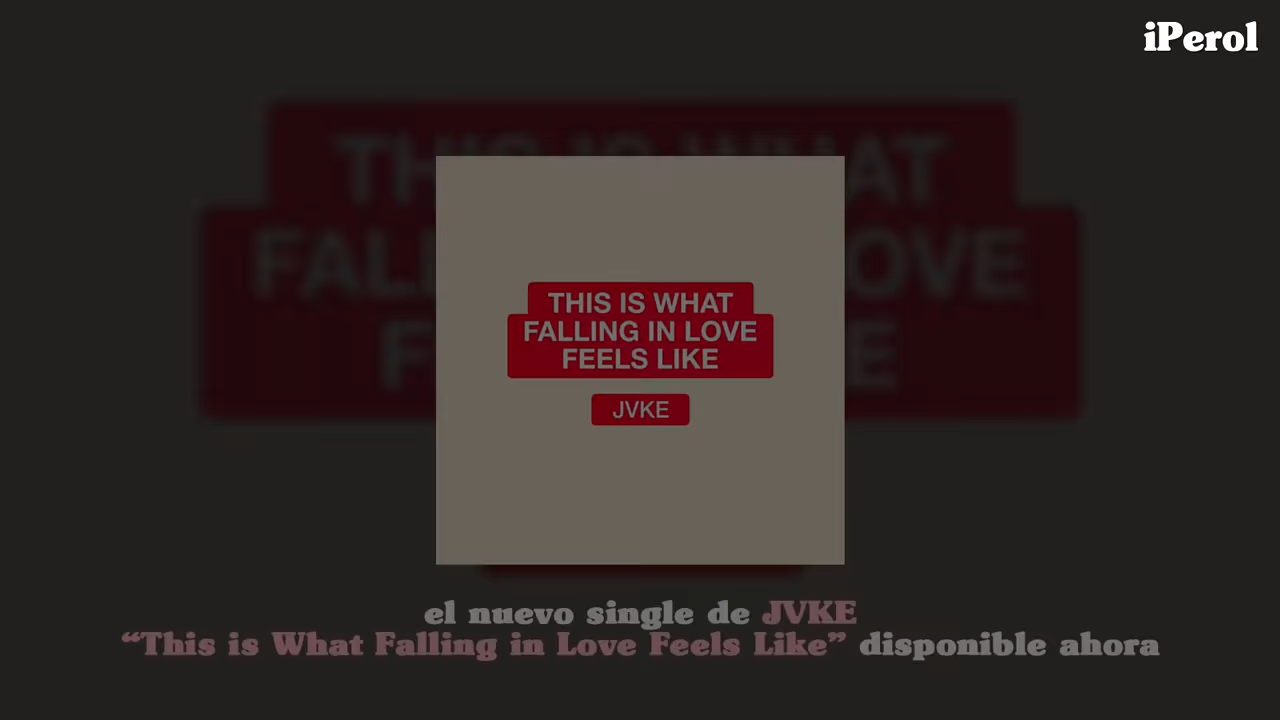 iPerol
THIS IS WHAT
FALLING IN LOVE
FEELS LIKE
JVKE
el nuevo single de JVKE
“This is What Falling in Love Feels Like” disponible ahora